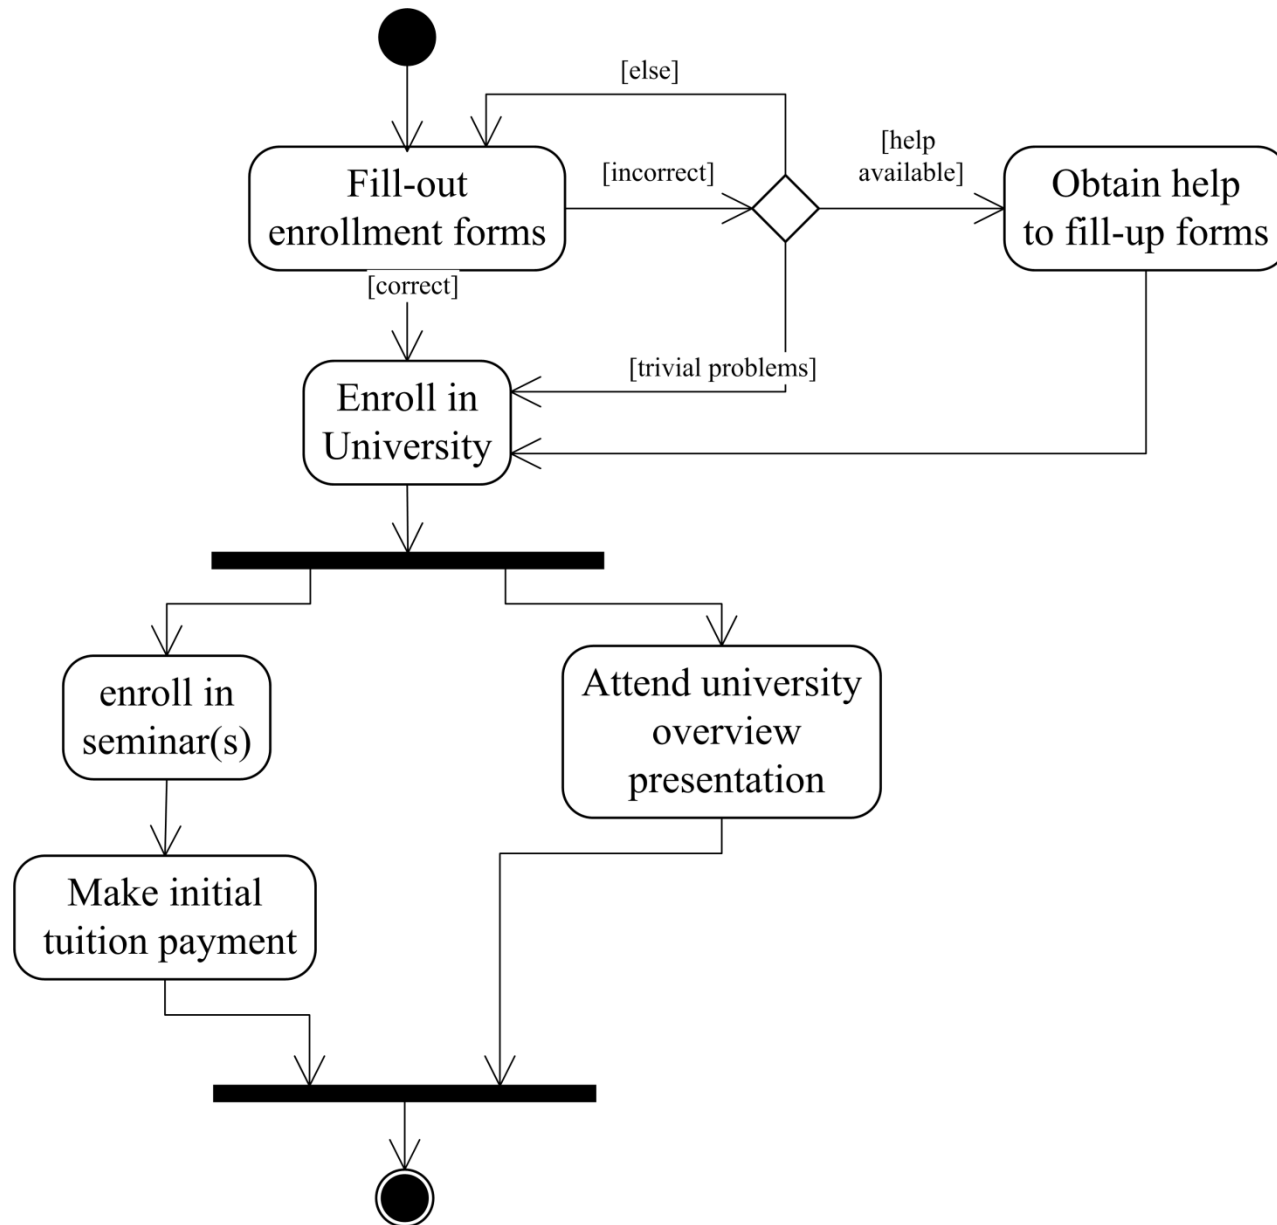 [else]
[help
available]
Fill-out
enrollment forms
[incorrect]
Obtain help
to fill-up forms
[correct]
[trivial problems]
Enroll in
University
enroll in
seminar(s)
Attend university
overview
presentation
Make initial
tuition payment